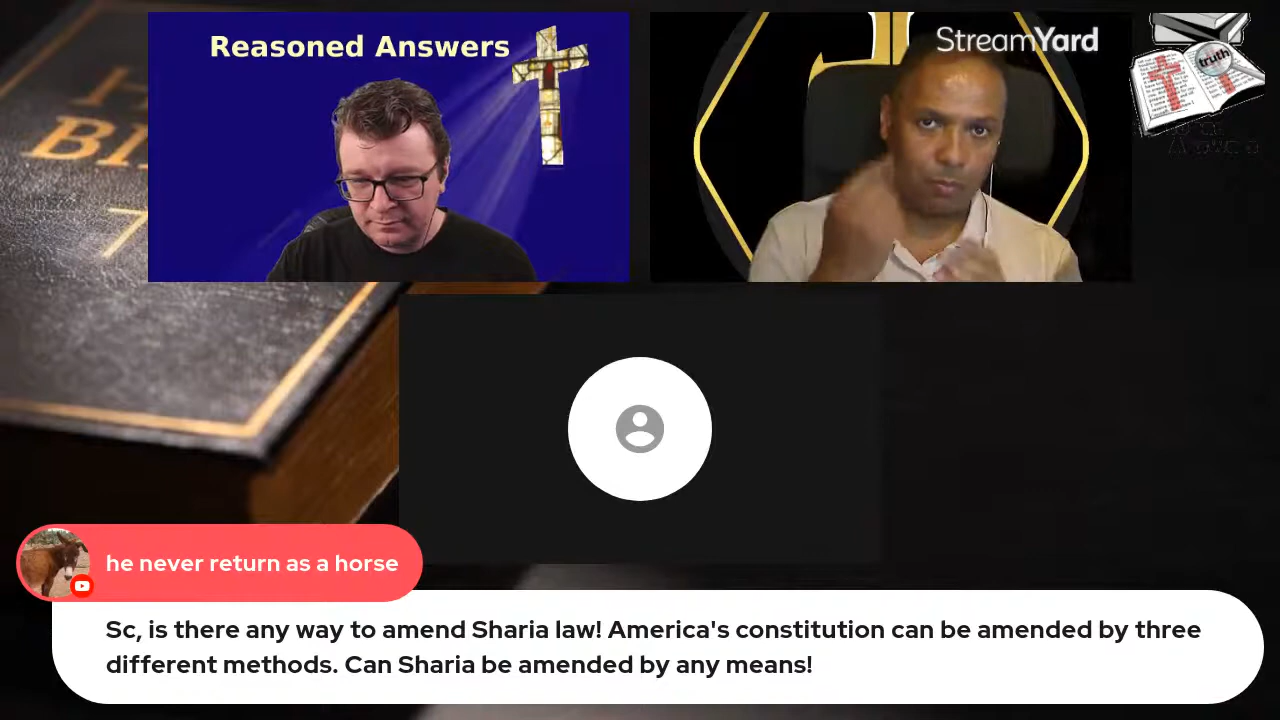 Reasoned Answers
StreamYard
truth
he never return as a horse
Sc, is there any way to amend Sharia law! America's constitution can be amended by three
different methods. Can Sharia be amended by any means!